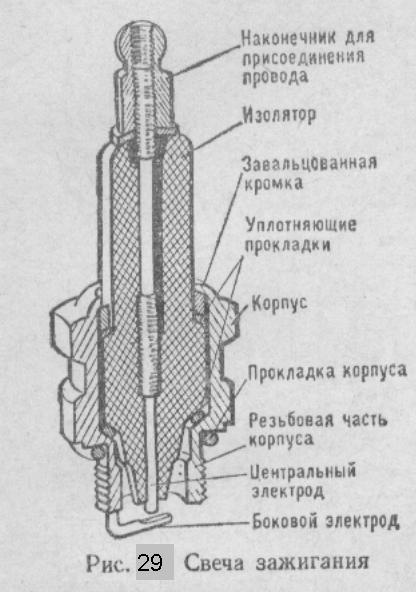 Наконечник для
присоединения
провода
Изолятор
Завальцованная
кромка
Уплотняющие
прокладки
Корпус
Прокладка корпуса
Резьбовая часть
корпуса
Центральный
электрод
Боковой электрод
Рис. 29 Свеча зажигания